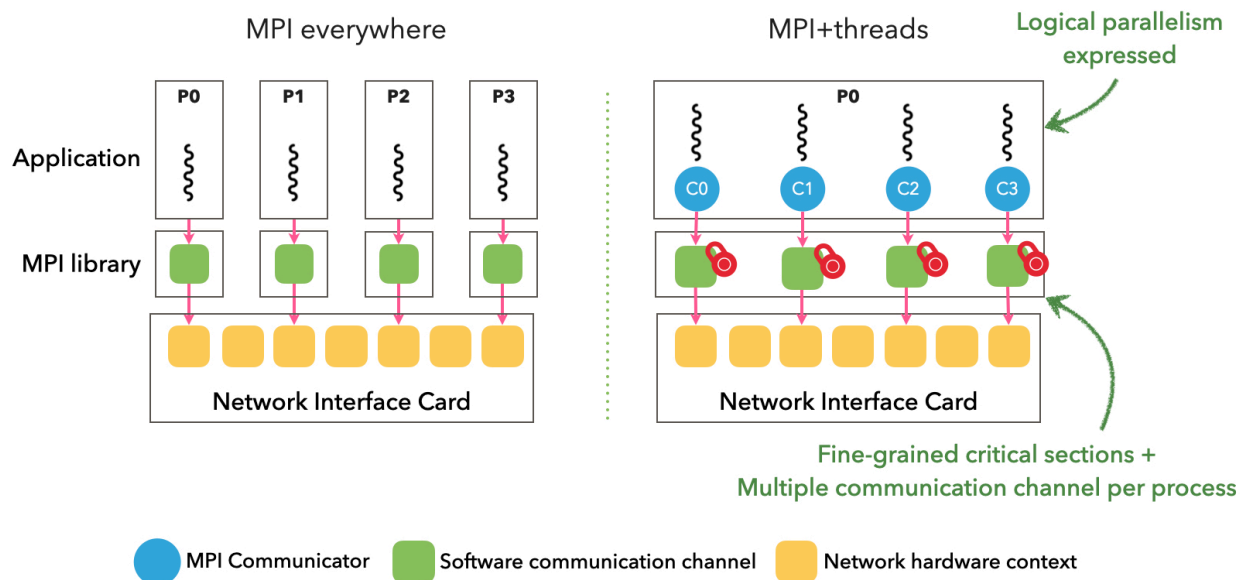 MPI everywhere
MPI+threads
Logical parallelism
expressed
P0
P1
P2
P3
P0
Application
C0
C1
C2
C3
MPI library
Network Interface Card
Network Interface Card
Fine-grained critical sections +
Multiple communication channel per process
MPI Communicator
Software communication channel
Network hardware context